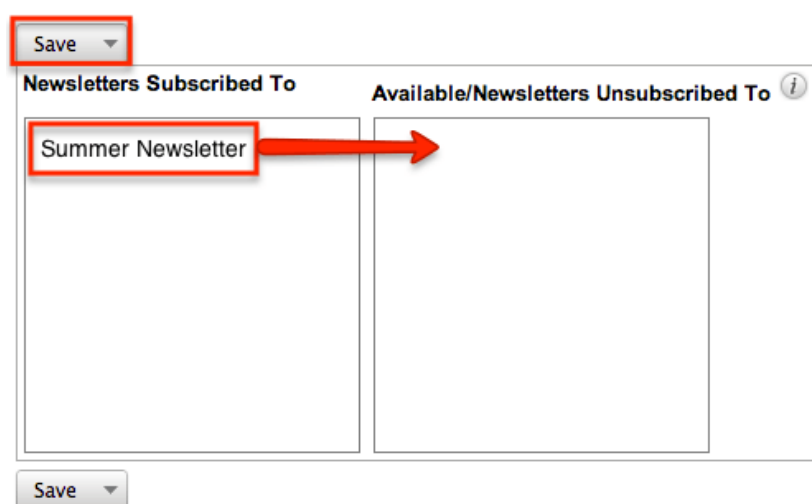 Save
Newsletters Subscribed To
Available/Newsletters Unsubscribed To i
Summer Newsletter
Save